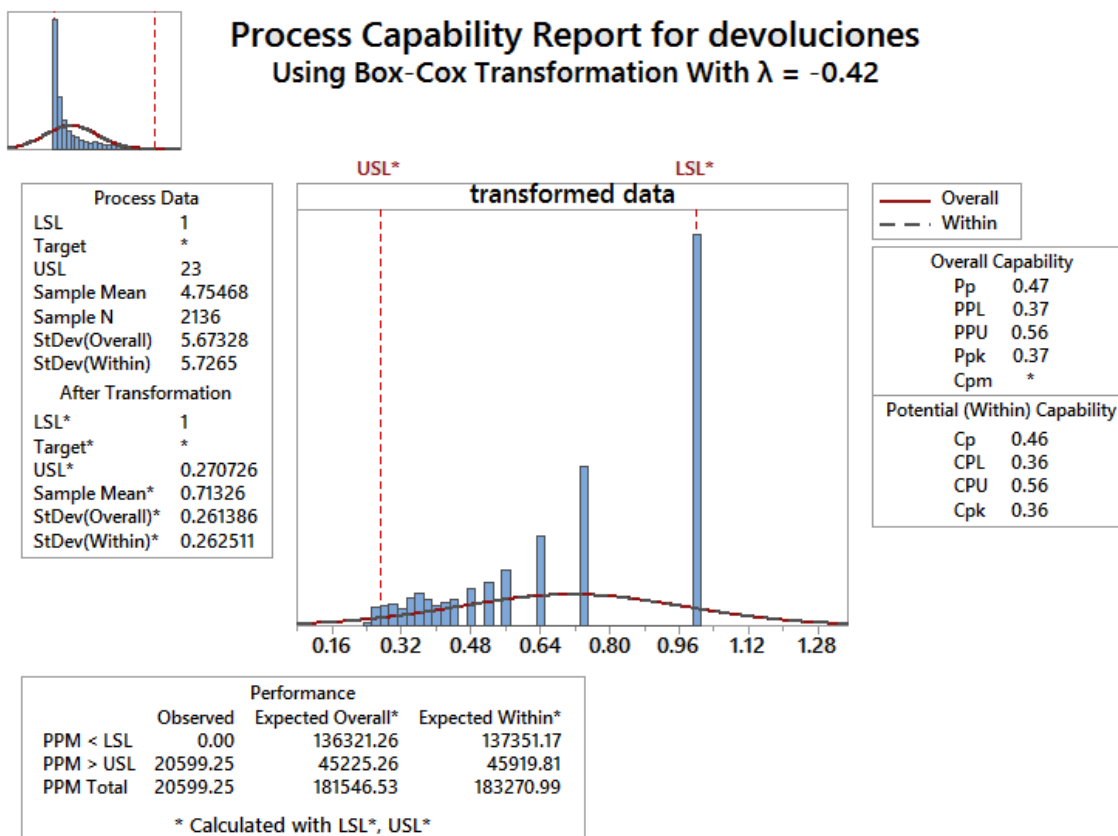 Process Capability Report for devoluciones
Using Box-Cox Transformation With λ = -0.42
USL* LSL*
transformed data
Process Data
LSL 1
Target *
USL 23
Sample Mean 4.75468
Sample N 2136
StDev(Overall) 5.67328
StDev(Within) 5.7265
After Transformation
LSL* 1
Target* *
USL* 0.270726
Sample Mean* 0.71326
StDev(Overall)* 0.261386
StDev(Within)* 0.262511
0.16 0.32 0.48 0.64 0.80 0.96 1.12 1.28
Overall
Within
Overall Capability
Pp 0.47
PPL 0.37
PPU 0.56
Ppk 0.37
Cpm *
Potential (Within) Capability
Cp 0.46
CPL 0.36
CPU 0.56
Cpk 0.36
Performance
Observed Expected Overall* Expected Within*
PPM < LSL 0.00 136321.26 137351.17
PPM > USL 20599.25 45225.26 45919.81
PPM Total 20599.25 181546.53 183270.99
* Calculated with LSL*, USL*